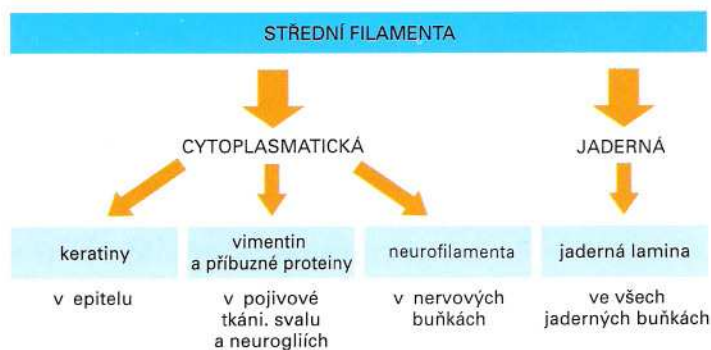 STŘEDNÍ FILAMENTA
CYTOPLASMATICKÁ
JADERNÁ
keratiny
vimentin
a příbuzné proteiny
neurofilamenta
jaderná lamina
v epitelu
v pojivové
tkáni. svalu
a neurogliích
v nervových
buňkách
ve všech
jaderných buňkách